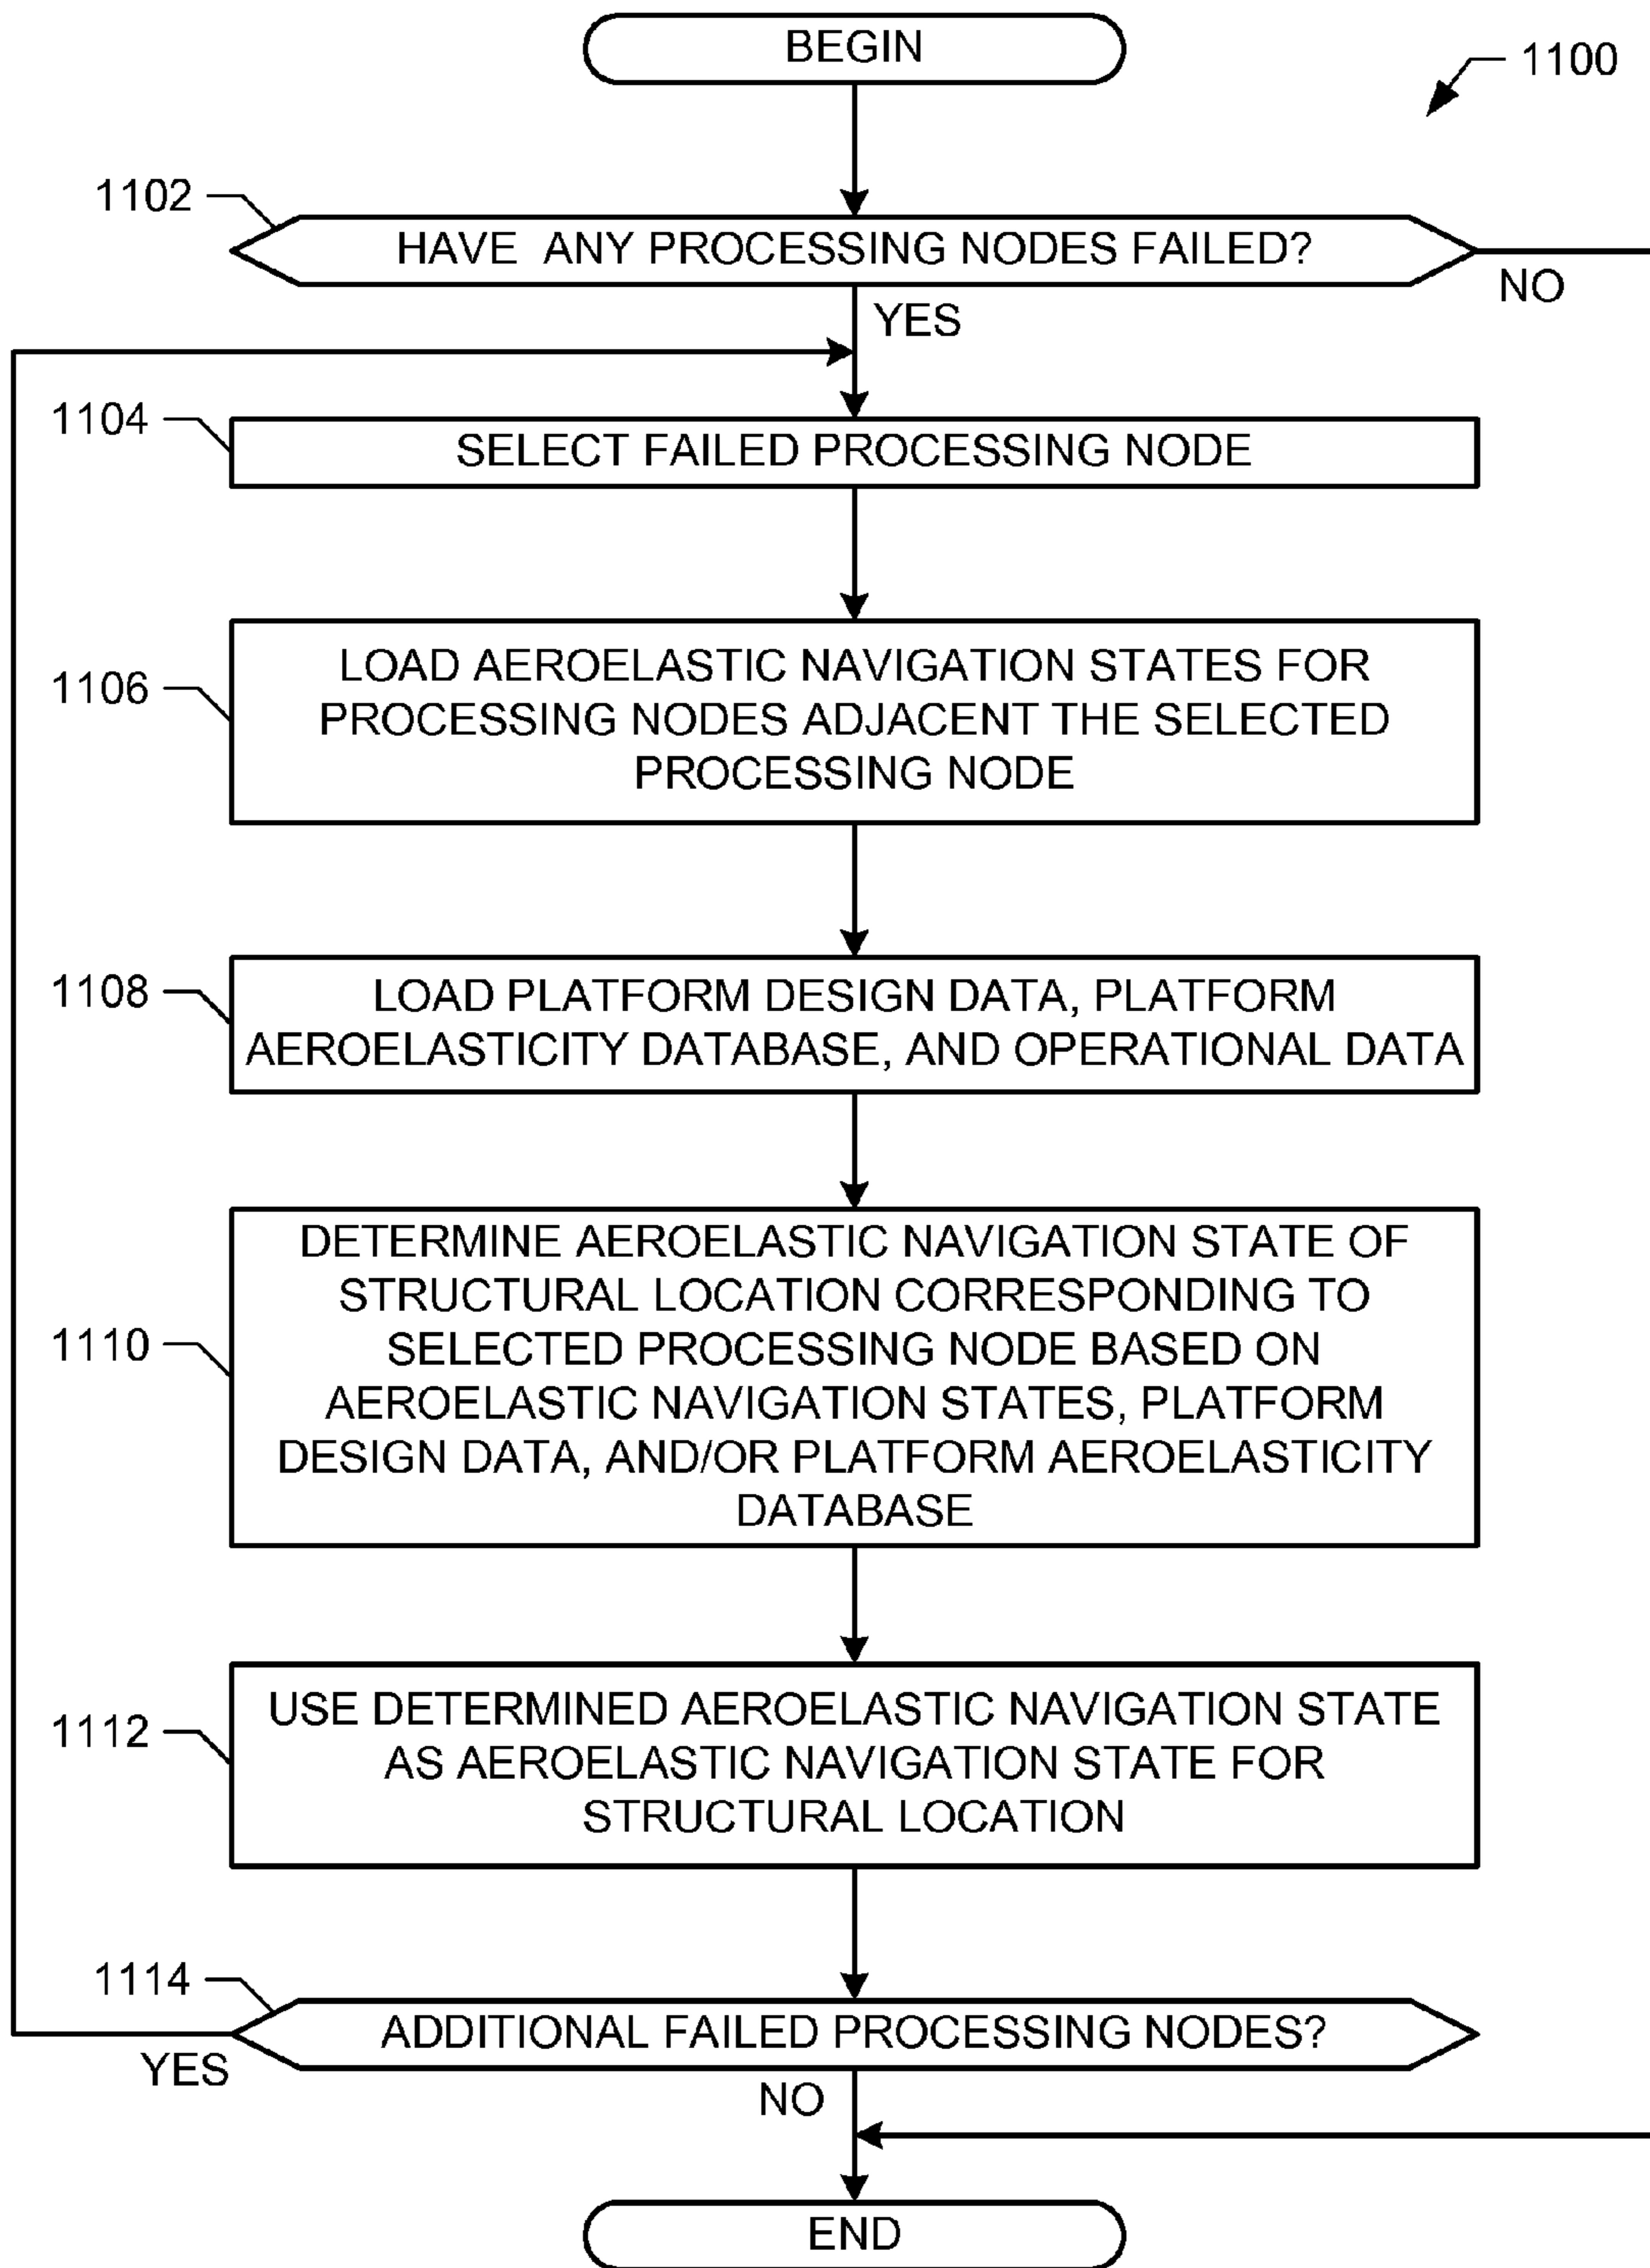 BEGIN
1100
1102
HAVE ANY PROCESSING NODES FAILED?
NO
YES
1104
SELECT FAILED PROCESSING NODE
1106
LOAD AEROELASTIC NAVIGATION STATES FOR
PROCESSING NODES ADJACENT THE SELECTED
PROCESSING NODE
1108
LOAD PLATFORM DESIGN DATA, PLATFORM
AEROELASTICITY DATABASE, AND OPERATIONAL DATA
1110
DETERMINE AEROELASTIC NAVIGATION STATE OF
STRUCTURAL LOCATION CORRESPONDING TO
SELECTED PROCESSING NODE BASED ON
AEROELASTIC NAVIGATION STATES, PLATFORM
DESIGN DATA, AND/OR PLATFORM AEROELASTICITY
DATABASE
1112
USE DETERMINED AEROELASTIC NAVIGATION STATE
AS AEROELASTIC NAVIGATION STATE FOR
STRUCTURAL LOCATION
1114
ADDITIONAL FAILED PROCESSING NODES?
YES
NO
END